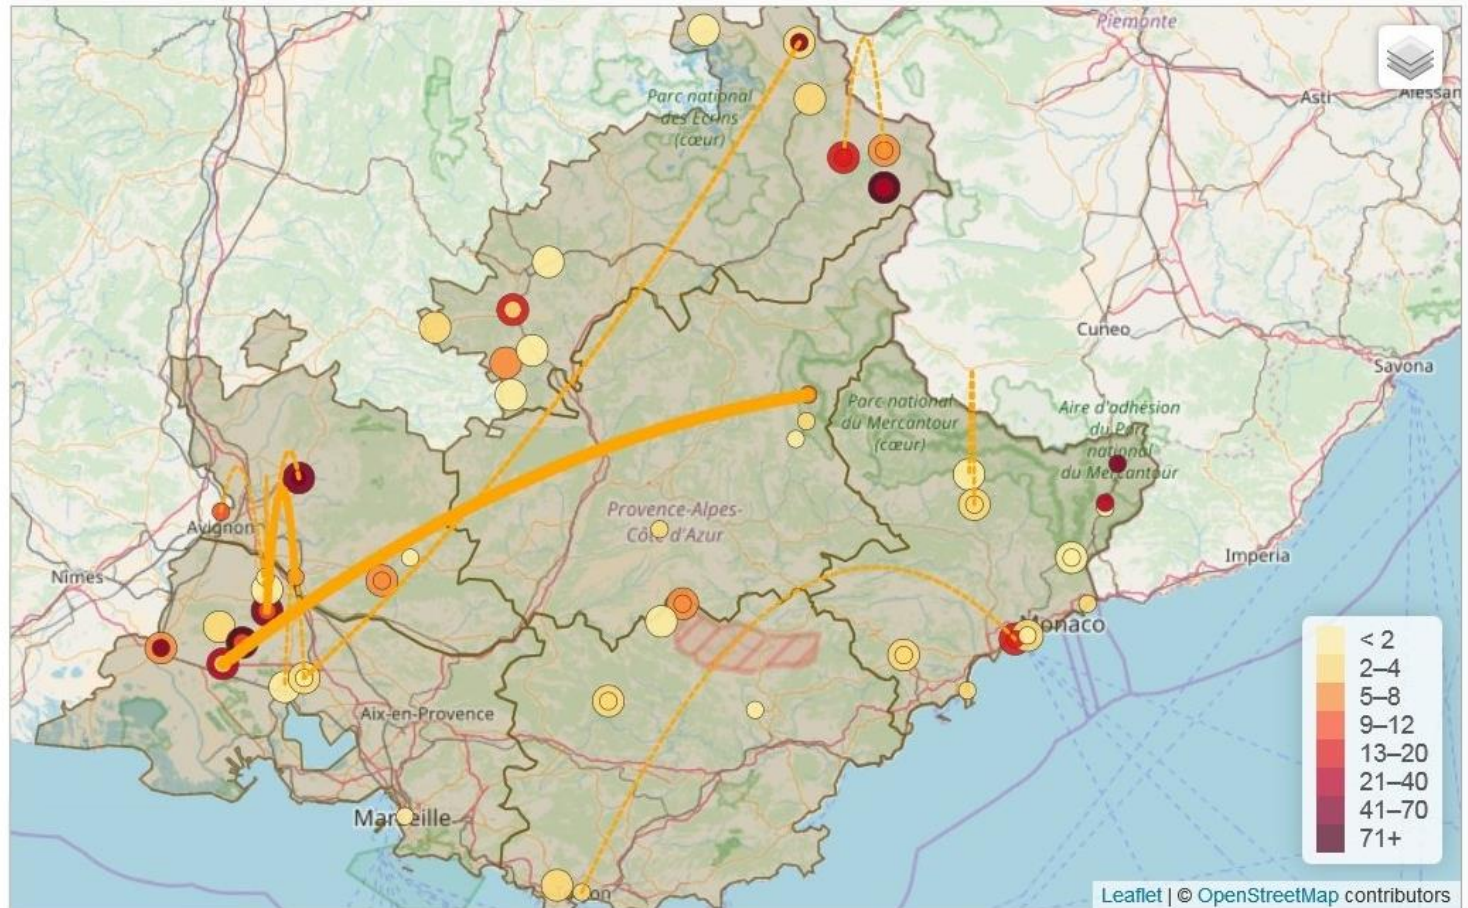 Piemonte
Parc national
des Écrins
(cœur)
Asti
Alessan
Cuneo
Savona
Parc national
du Mercantour
(cœur)
Aire d'adhésion
du Parc
national
du Mercantour
Provence-Alpes-
Côte d'Azur
Avignon
Nîmes
Imperia
Monaco
Aix-en-Provence
Marseille
on
< 2
2–4
5–8
9–12
13–20
21–40
41–70
71+
Leaflet | © OpenStreetMap contributors